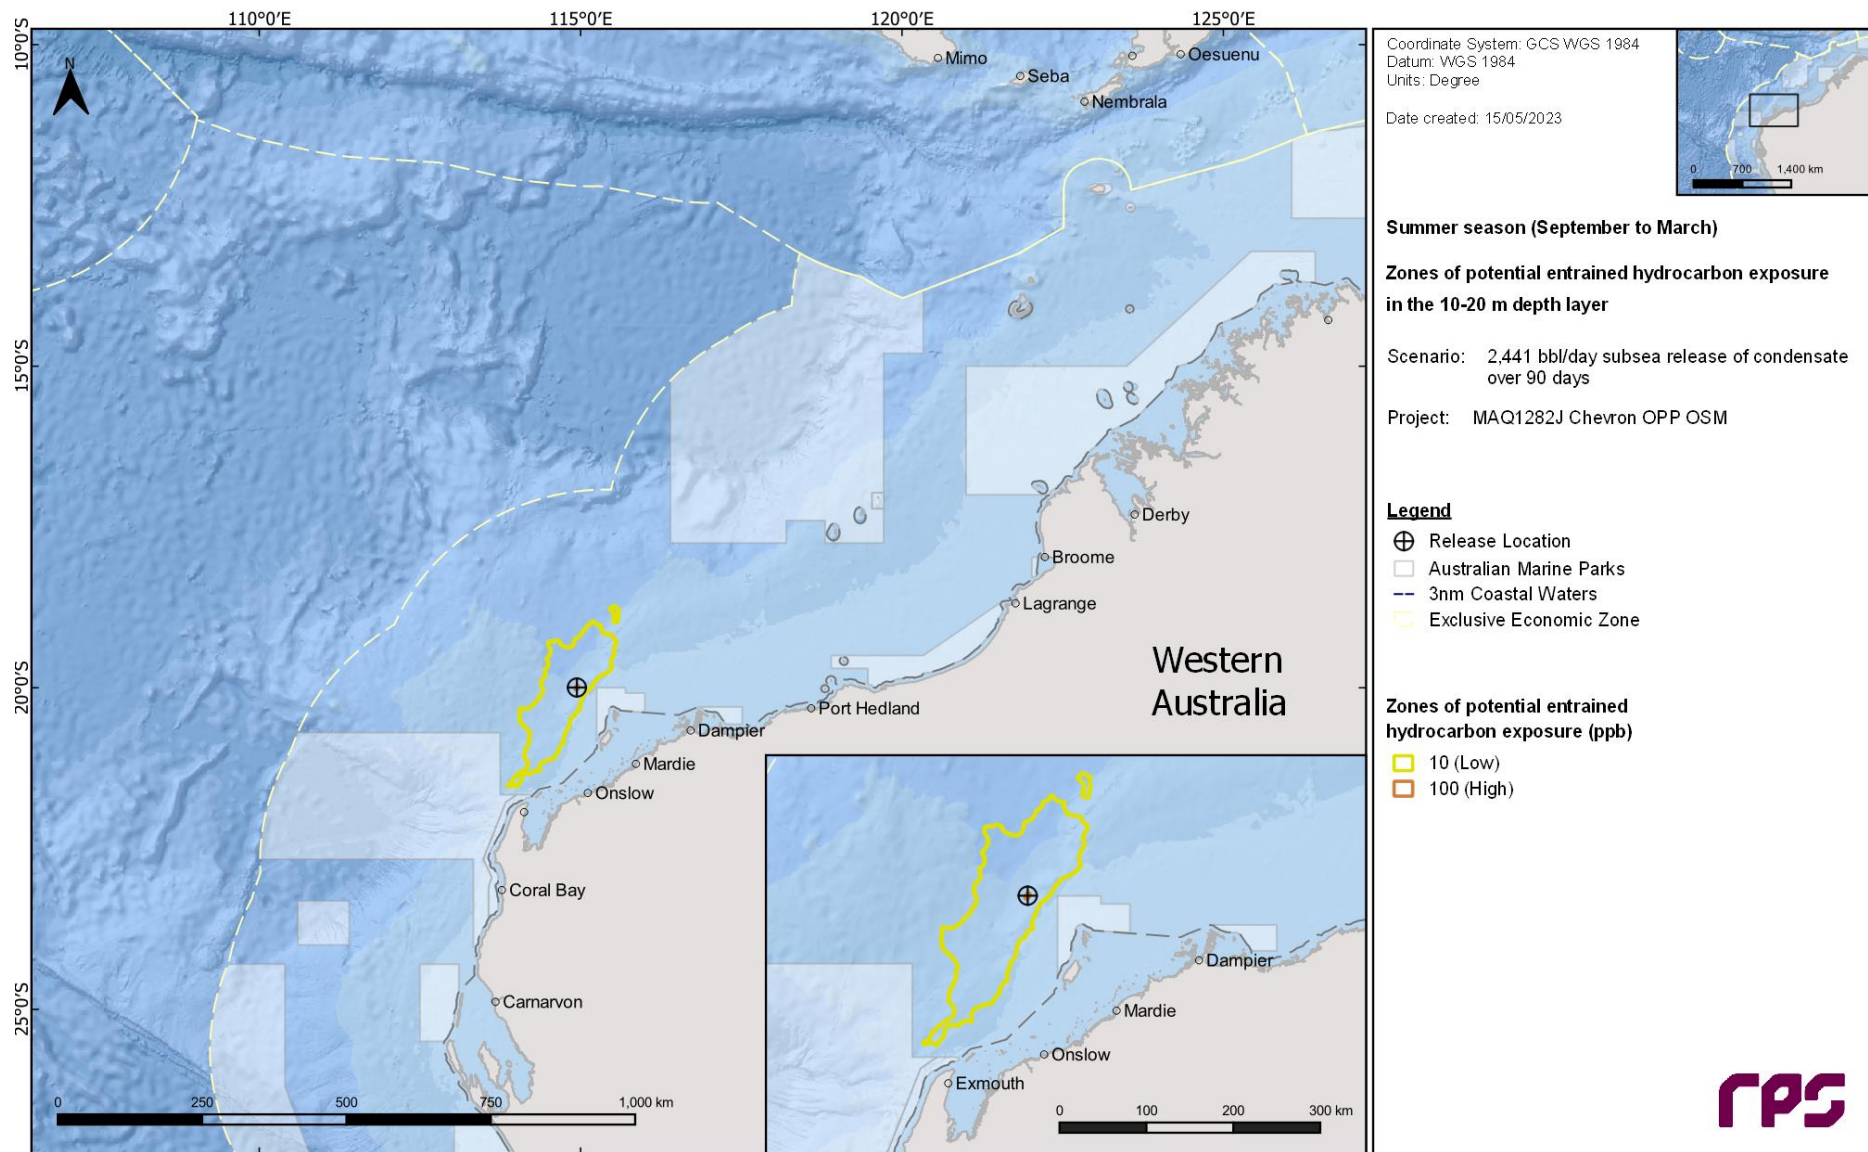 110°0'E
115°0'E
120°0'E
125°0'E
10°0'S
15°0'S
20°0'S
25°0'S
N
Mimo
Seba
Oesuenu
Nembrala
Derby
Broome
Lagrange
Western
Australia
Port Hedland
Dampier
Mardie
Onslow
Coral Bay
Carnarvon
0 250 500 750 1,000 km
Dampier
Mardie
Onslow
Exmouth
0 100 200 300 km
Coordinate System: GCS WGS 1984
Datum: WGS 1984
Units: Degree
Date created: 15/05/2023
0 700 1,400 km
Summer season (September to March)
Zones of potential entrained hydrocarbon exposure
in the 10-20 m depth layer
Scenario: 2,441 bbl/day subsea release of condensate
over 90 days
Project: MAQ1282J Chevron OPP OSM
Legend
Release Location
Australian Marine Parks
3nm Coastal Waters
Exclusive Economic Zone
Zones of potential entrained
hydrocarbon exposure (ppb)
10 (Low)
100 (High)
rps